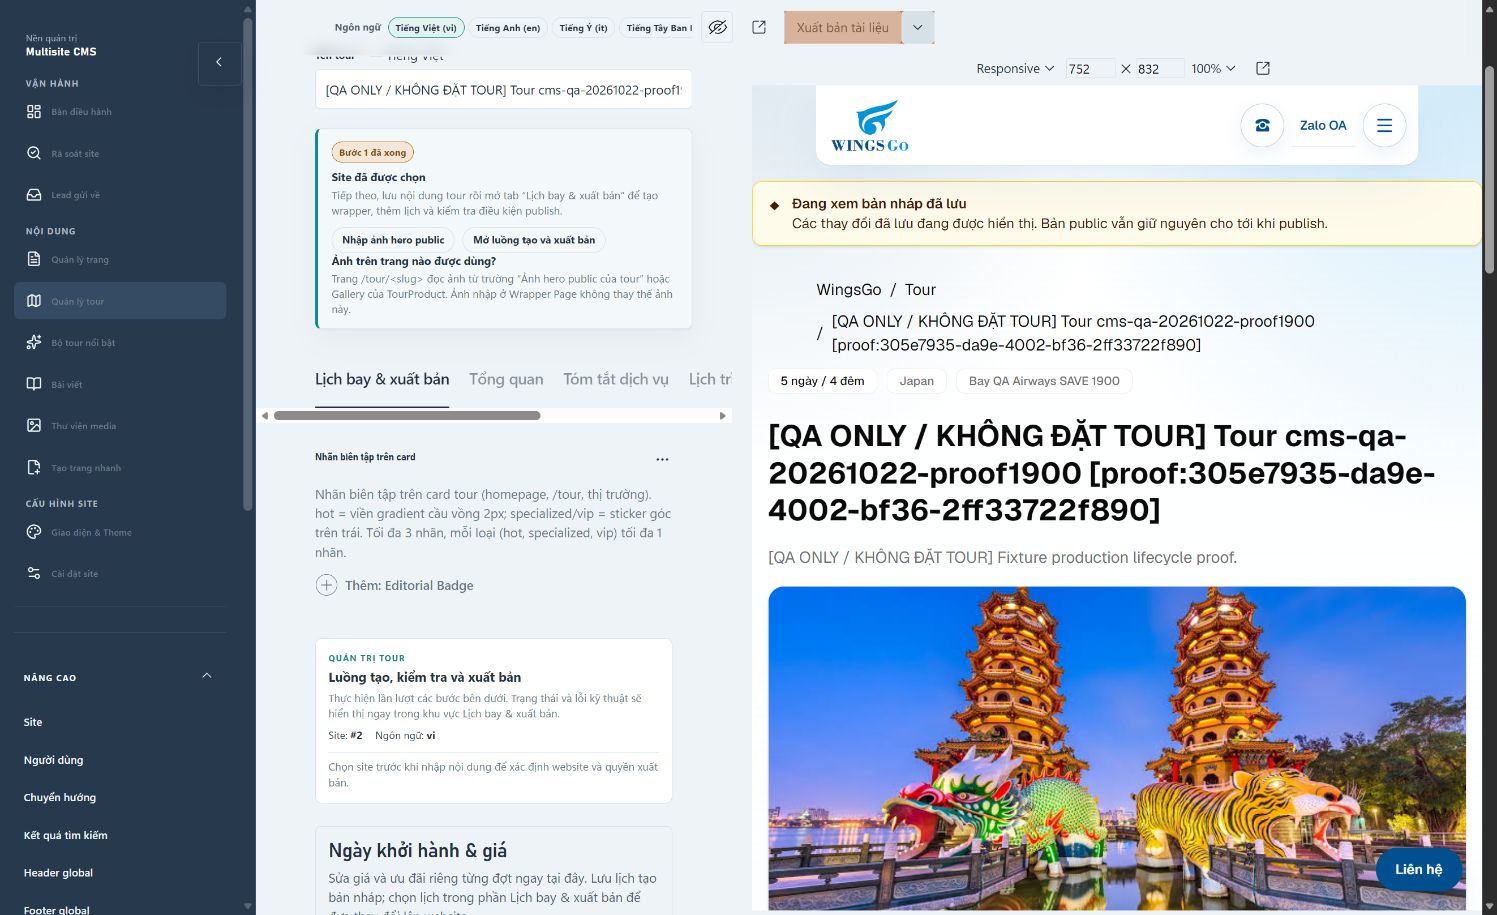 Nền quản trị
Multisite CMS
VẬN HÀNH
Bàn điều hành
Rà soát site
Lead gửi về
NỘI DUNG
Quản lý trang
Quản lý tour
Bộ tour nổi bật
Bài viết
Thư viện media
Tạo trang nhanh
CẤU HÌNH SITE
Giao diện & Theme
Cài đặt site
NÂNG CAO
Site
Người dùng
Chuyển hướng
Kết quả tìm kiếm
Header global
Footer global
Ngôn ngữ
Tiếng Việt (vi)
Tiếng Anh (en)
Tiếng Ý (it)
Tiếng Tây Ban
Xuất bản tài liệu
Tên tour — Tiếng Việt
[QA ONLY / KHÔNG ĐẶT TOUR] Tour cms-qa-20261022-proof1
Bước 1 đã xong
Site đã được chọn
Tiếp theo, lưu nội dung tour rồi mở tab “Lịch bay & xuất bản” để tạo
wrapper, thêm lịch và kiểm tra điều kiện publish.
Nhập ảnh hero public
Mở luồng tạo và xuất bản
Ảnh trên trang nào được dùng?
Trang /tour/<slug> đọc ảnh từ trường “Ảnh hero public của tour” hoặc
Gallery của TourProduct. Ảnh nhập ở Wrapper Page không thay thế ảnh
này.
Lịch bay & xuất bản
Tổng quan
Tóm tắt dịch vụ
Lịch tr
Nhãn biên tập trên card
Nhãn biên tập trên card tour (homepage, /tour, thị trường).
hot = viền gradient cầu vồng 2px; specialized/vip = sticker góc
trên trái. Tối đa 3 nhãn, mỗi loại (hot, specialized, vip) tối đa 1
nhãn.
Thêm: Editorial Badge
QUẢN TRỊ TOUR
Luồng tạo, kiểm tra và xuất bản
Thực hiện lần lượt các bước bên dưới. Trạng thái và lỗi kỹ thuật sẽ
hiển thị ngay trong khu vực Lịch bay & xuất bản.
Site: #2 Ngôn ngữ: vi
Chọn site trước khi nhập nội dung để xác định website và quyền xuất
bản.
Ngày khởi hành & giá
Sửa giá và ưu đãi riêng từng đợt ngay tại đây. Lưu lịch tạo
bản nháp; chọn lịch trong phần Lịch bay & xuất bản để
đưa thay đổi lên website.
Responsive
752 × 832
100%
WINGSGO
Zalo OA
Đang xem bản nháp đã lưu
Các thay đổi đã lưu đang được hiển thị. Bản public vẫn giữ nguyên cho tới khi publish.
WingsGo / Tour
/ [QA ONLY / KHÔNG ĐẶT TOUR] Tour cms-qa-20261022-proof1900
[proof:305e7935-da9e-4002-bf36-2ff33722f890]
5 ngày / 4 đêm
Japan
Bay QA Airways SAVE 1900
[QA ONLY / KHÔNG ĐẶT TOUR] Tour cms-qa-
20261022-proof1900 [proof:305e7935-da9e-
4002-bf36-2ff33722f890]
[QA ONLY / KHÔNG ĐẶT TOUR] Fixture production lifecycle proof.
Liên hệ